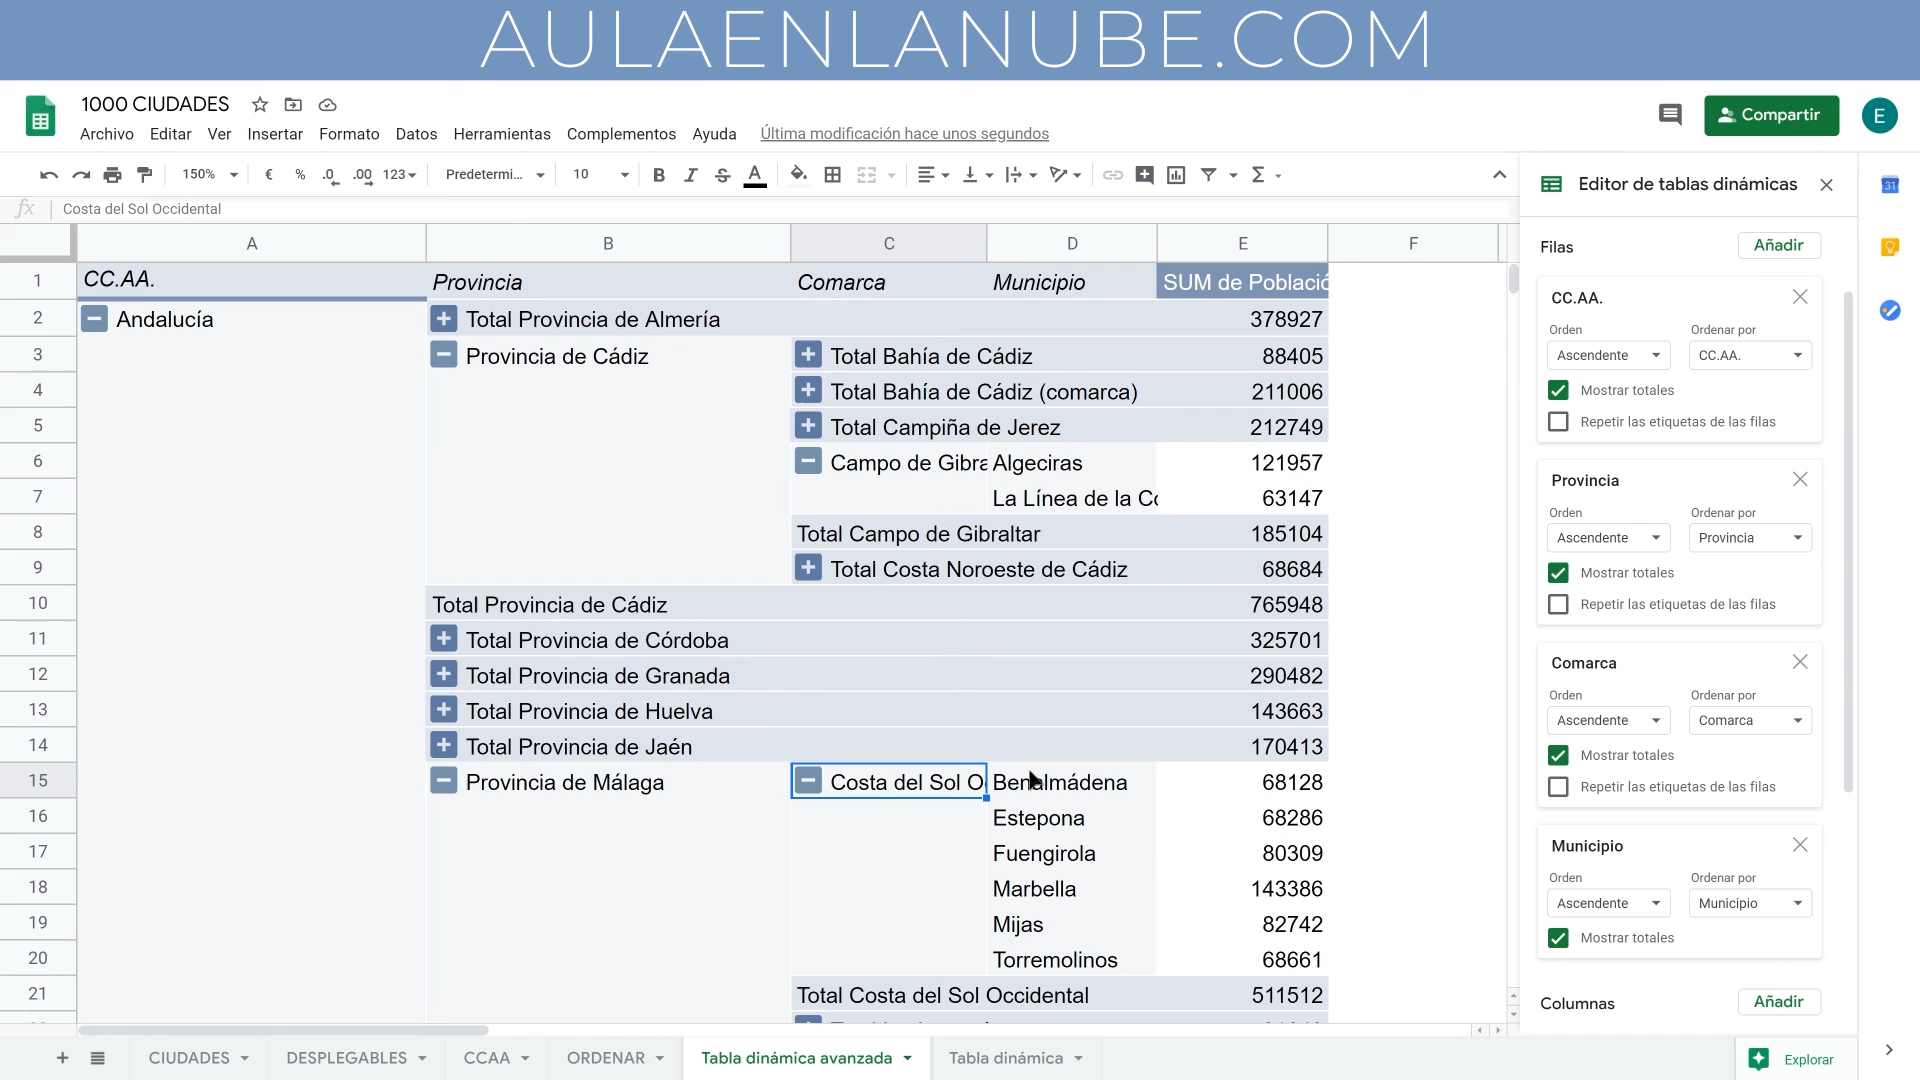 AULAENLANUBE.COM
1000 CIUDADES
Archivo Editar Ver Insertar Formato Datos Herramientas Complementos Ayuda Última modificación hace unos segundos
Compartir
E
150% € % .0 .00 123 Predetermi... 10 B I S A Σ
Editor de tablas dinámicas
31
fx Costa del Sol Occidental
A B C D E F
1 CC.AA. Provincia Comarca Municipio SUM de Població
2 Andalucía Total Provincia de Almería 378927
3 Provincia de Cádiz Total Bahía de Cádiz 88405
4 Total Bahía de Cádiz (comarca) 211006
5 Total Campiña de Jerez 212749
6 Campo de Gibra Algeciras 121957
7 La Línea de la Co 63147
8 Total Campo de Gibraltar 185104
9 Total Costa Noroeste de Cádiz 68684
10 Total Provincia de Cádiz 765948
11 Total Provincia de Córdoba 325701
12 Total Provincia de Granada 290482
13 Total Provincia de Huelva 143663
14 Total Provincia de Jaén 170413
15 Provincia de Málaga Costa del Sol O Benalmádena 68128
16 Estepona 68286
17 Fuengirola 80309
18 Marbella 143386
19 Mijas 82742
20 Torremolinos 68661
21 Total Costa del Sol Occidental 511512
Filas Añadir
CC.AA.
Orden Ordenar por
Ascendente CC.AA.
Mostrar totales
Repetir las etiquetas de las filas
Provincia
Orden Ordenar por
Ascendente Provincia
Mostrar totales
Repetir las etiquetas de las filas
Comarca
Orden Ordenar por
Ascendente Comarca
Mostrar totales
Repetir las etiquetas de las filas
Municipio
Orden Ordenar por
Ascendente Municipio
Mostrar totales
Columnas Añadir
CIUDADES DESPLEGABLES CCAA ORDENAR Tabla dinámica avanzada Tabla dinámica
Explorar